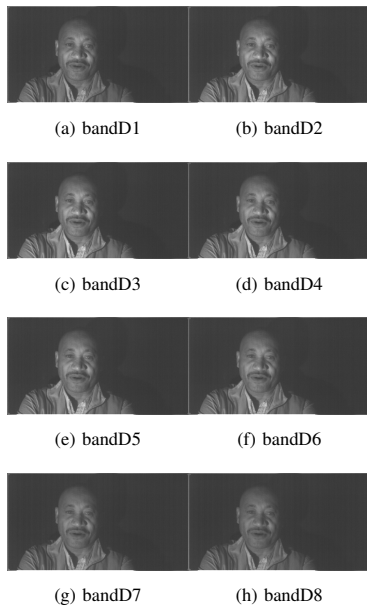 (a) bandD1
(b) bandD2
(c) bandD3
(d) bandD4
(e) bandD5
(f) bandD6
(g) bandD7
(h) bandD8